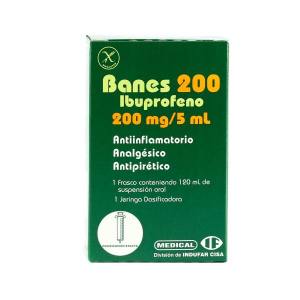 Banes 200
Ibuprofeno
200 mg/5 mL
Antiinflamatorio
Analgésico
Antipirético
1 Frasco conteniendo 120 mL de
suspensión oral
1 Jeringa Dosificadora
MEDICAL
División de INDUFAR CISA